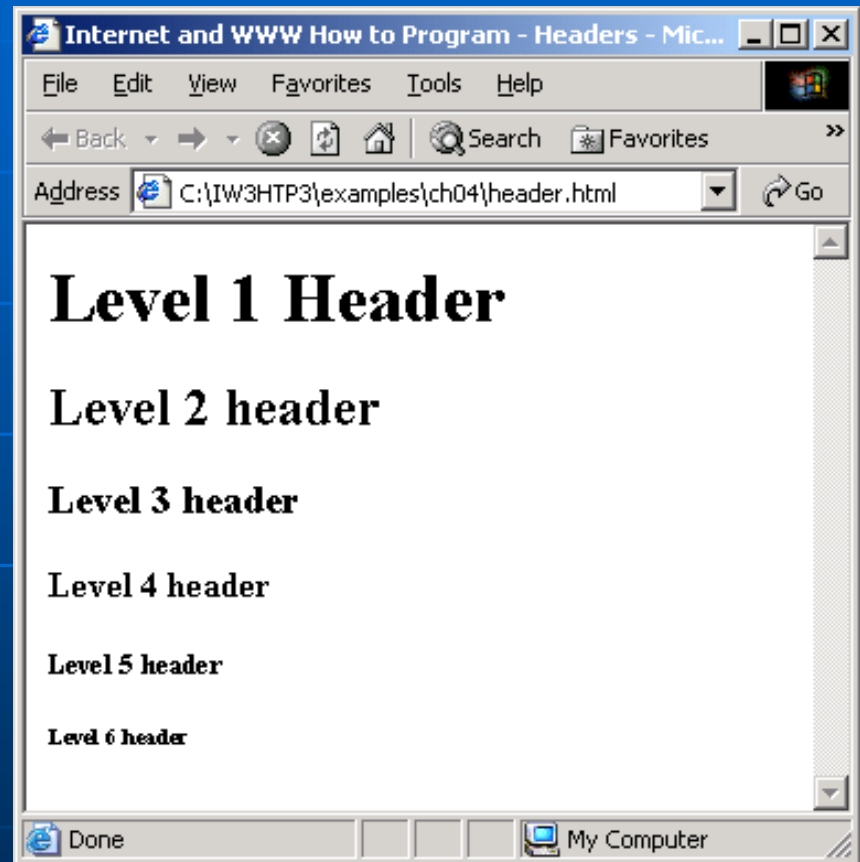 Internet and WWW How to Program - Headers - Mic...
File Edit View Favorites Tools Help
Back Search Favorites »
Address C:\IW3HTP3\examples\ch04\header.html Go
Level 1 Header
Level 2 header
Level 3 header
Level 4 header
Level 5 header
Level 6 header
Done My Computer